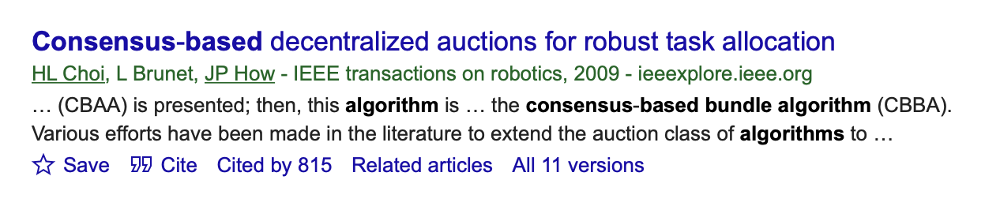 Consensus-based decentralized auctions for robust task allocation
HL Choi, L Brunet, JP How - IEEE transactions on robotics, 2009 - ieeexplore.ieee.org
… (CBAA) is presented; then, this algorithm is … the consensus-based bundle algorithm (CBBA).
Various efforts have been made in the literature to extend the auction class of algorithms to …
Save Cite Cited by 815 Related articles All 11 versions